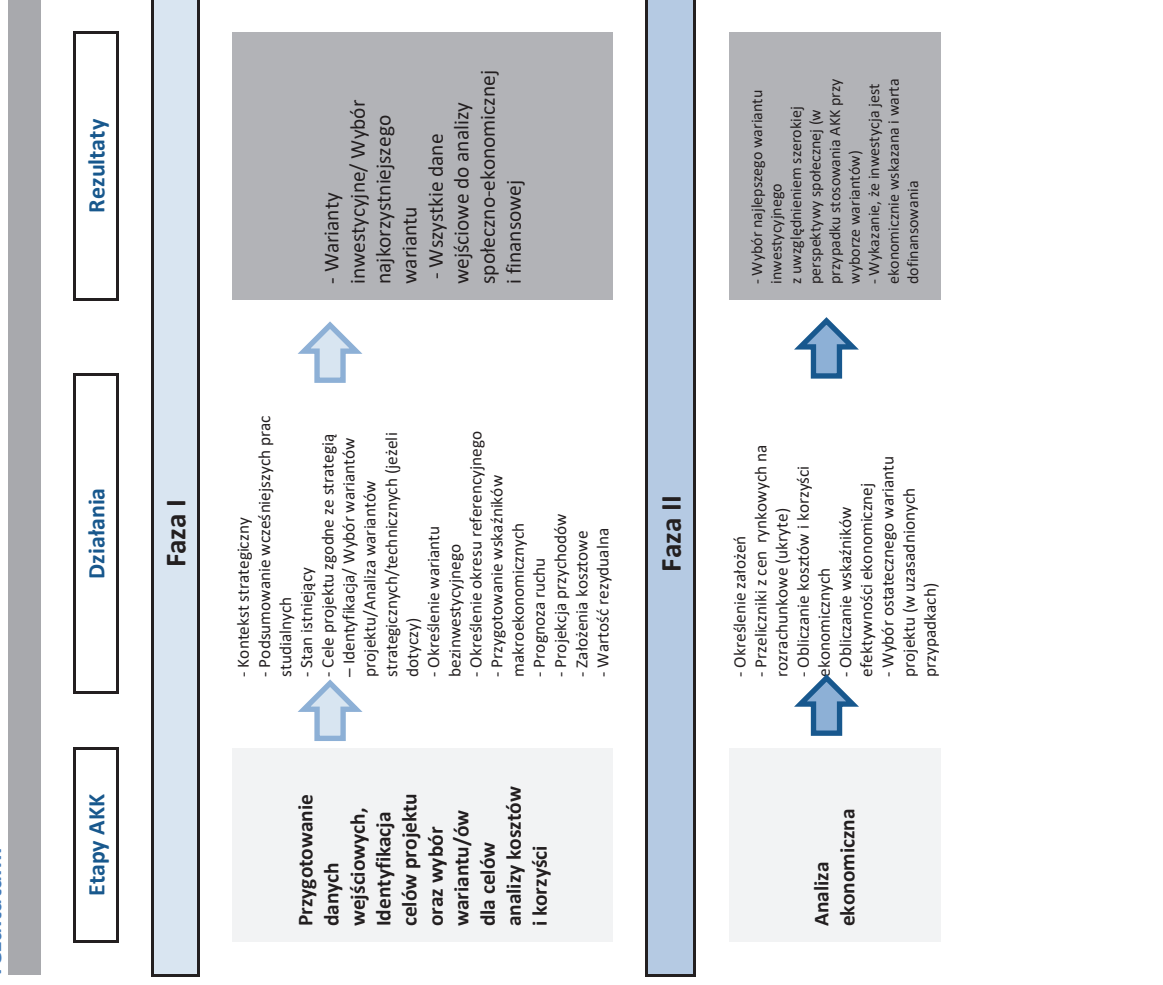 Etapy AKK
Działania
Rezultaty
Faza I
Przygotowanie
danych
wejściowych,
Identyfikacja
celów projektu
oraz wybór
wariantu/ów
dla celów
analizy kosztów
i korzyści
- Kontekst strategiczny
- Podsumowanie wcześniejszych prac
studialnych
- Stan istniejący
- Cele projektu zgodne ze strategią
– Identyfikacja/ Wybór wariantów
projektu/Analiza wariantów
strategicznych/technicznych (jeżeli
dotyczy)
- Określenie wariantu
bezinwestycyjnego
- Określenie okresu referencyjnego
- Przygotowanie wskaźników
makroekonomicznych
- Prognoza ruchu
- Projekcja przychodów
- Założenia kosztowe
- Wartość rezydualna
- Warianty
inwestycyjne/ Wybór
najkorzystniejszego
wariantu
- Wszystkie dane
wejściowe do analizy
społeczno-ekonomicznej
i finansowej
Faza II
Analiza
ekonomiczna
- Określenie założeń
- Przeliczniki z cen  rynkowych na
rozrachunkowe (ukryte)
- Obliczanie kosztów i korzyści
ekonomicznych
- Obliczanie wskaźników
efektywności ekonomicznej
- Wybór ostatecznego wariantu
projektu (w uzasadnionych
przypadkach)
- Wybór najlepszego wariantu
inwestycyjnego
z uwzględnieniem szerokiej
perspektywy społecznej (w
przypadku stosowania AKK przy
wyborze wariantów)
- Wykazanie, że inwestycja jest
ekonomicznie wskazana i warta
dofinansowania